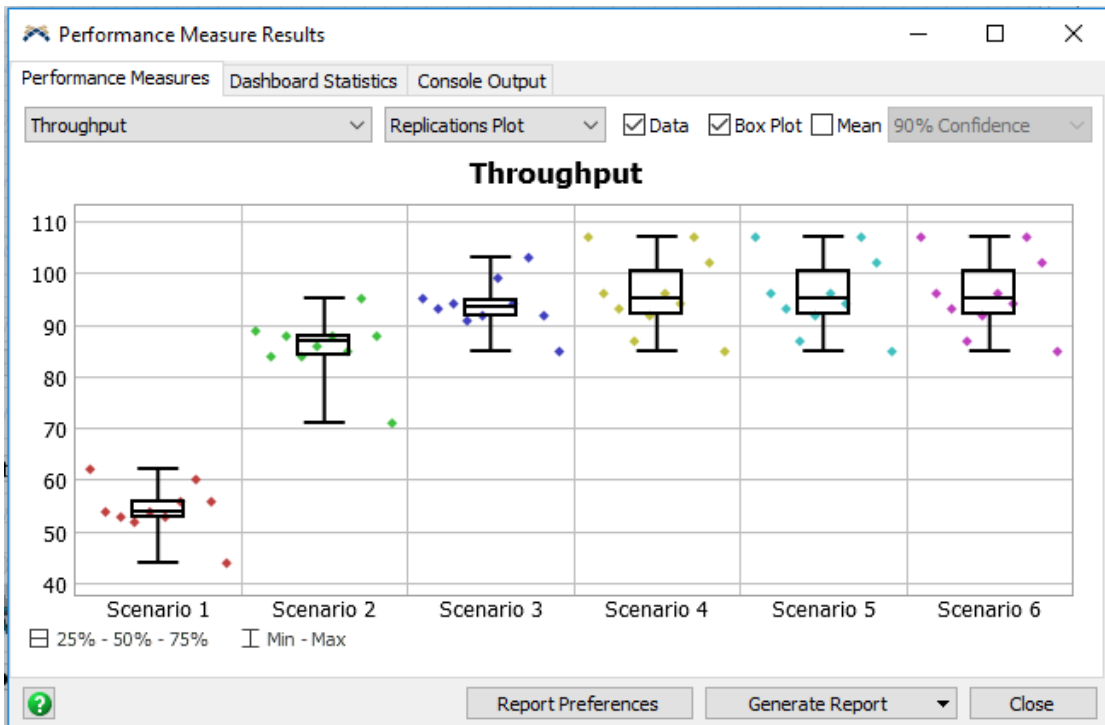 Performance Measure Results
Performance Measures Dashboard Statistics Console Output
Throughput Replications Plot Data Box Plot Mean 90% Confidence
Throughput
110
100
90
80
70
60
50
40
Scenario 1 Scenario 2 Scenario 3 Scenario 4 Scenario 5 Scenario 6
25% - 50% - 75% Min - Max
? Report Preferences Generate Report Close